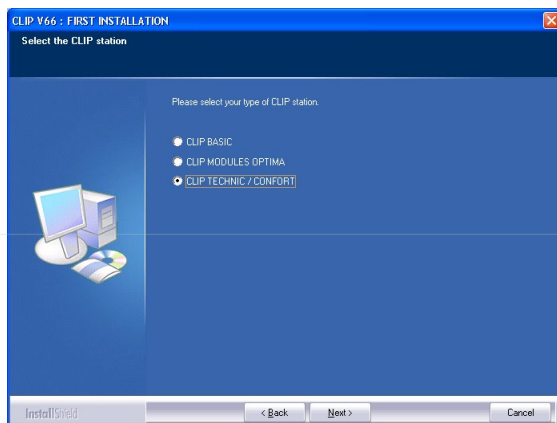 CLIP V66 : FIRST INSTALLATION
Select the CLIP station
Please select your type of CLIP station.
CLIP BASIC
CLIP MODULES OPTIMA
CLIP TECHNIC / CONFORT
InstallShield
< Back
Next >
Cancel